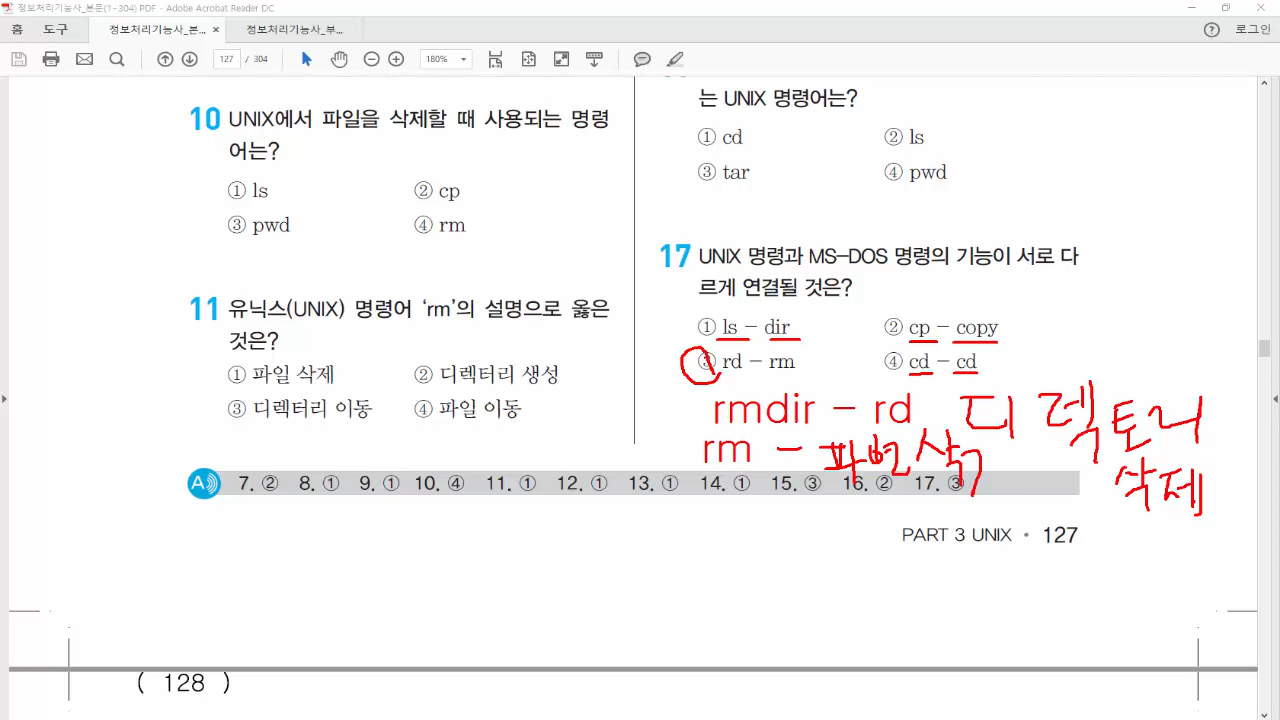 정보처리기능사_본문(1-304).PDF - Adobe Acrobat Reader DC
홈 도구 정보처리기능사_본... × 정보처리기능사_부... 로그인
127 / 304 180%
10 UNIX에서 파일을 삭제할 때 사용되는 명령
어는?
① ls ② cp
③ pwd ④ rm
11 유닉스(UNIX) 명령어 ‘rm’의 설명으로 옳은
것은?
① 파일 삭제 ② 디렉터리 생성
③ 디렉터리 이동 ④ 파일 이동
는 UNIX 명령어는?
① cd ② ls
③ tar ④ pwd
17 UNIX 명령과 MS-DOS 명령의 기능이 서로 다
르게 연결될 것은?
① ls - dir ② cp - copy
③ rd - rm ④ cd - cd
rmdir - rd 디렉토리
삭제
rm -
A 7. ② 8. ① 9. ① 10. ④ 11. ① 12. ① 13. ① 14. ① 15. ③ 16. ② 17. ③
PART 3 UNIX • 127
( 128 )